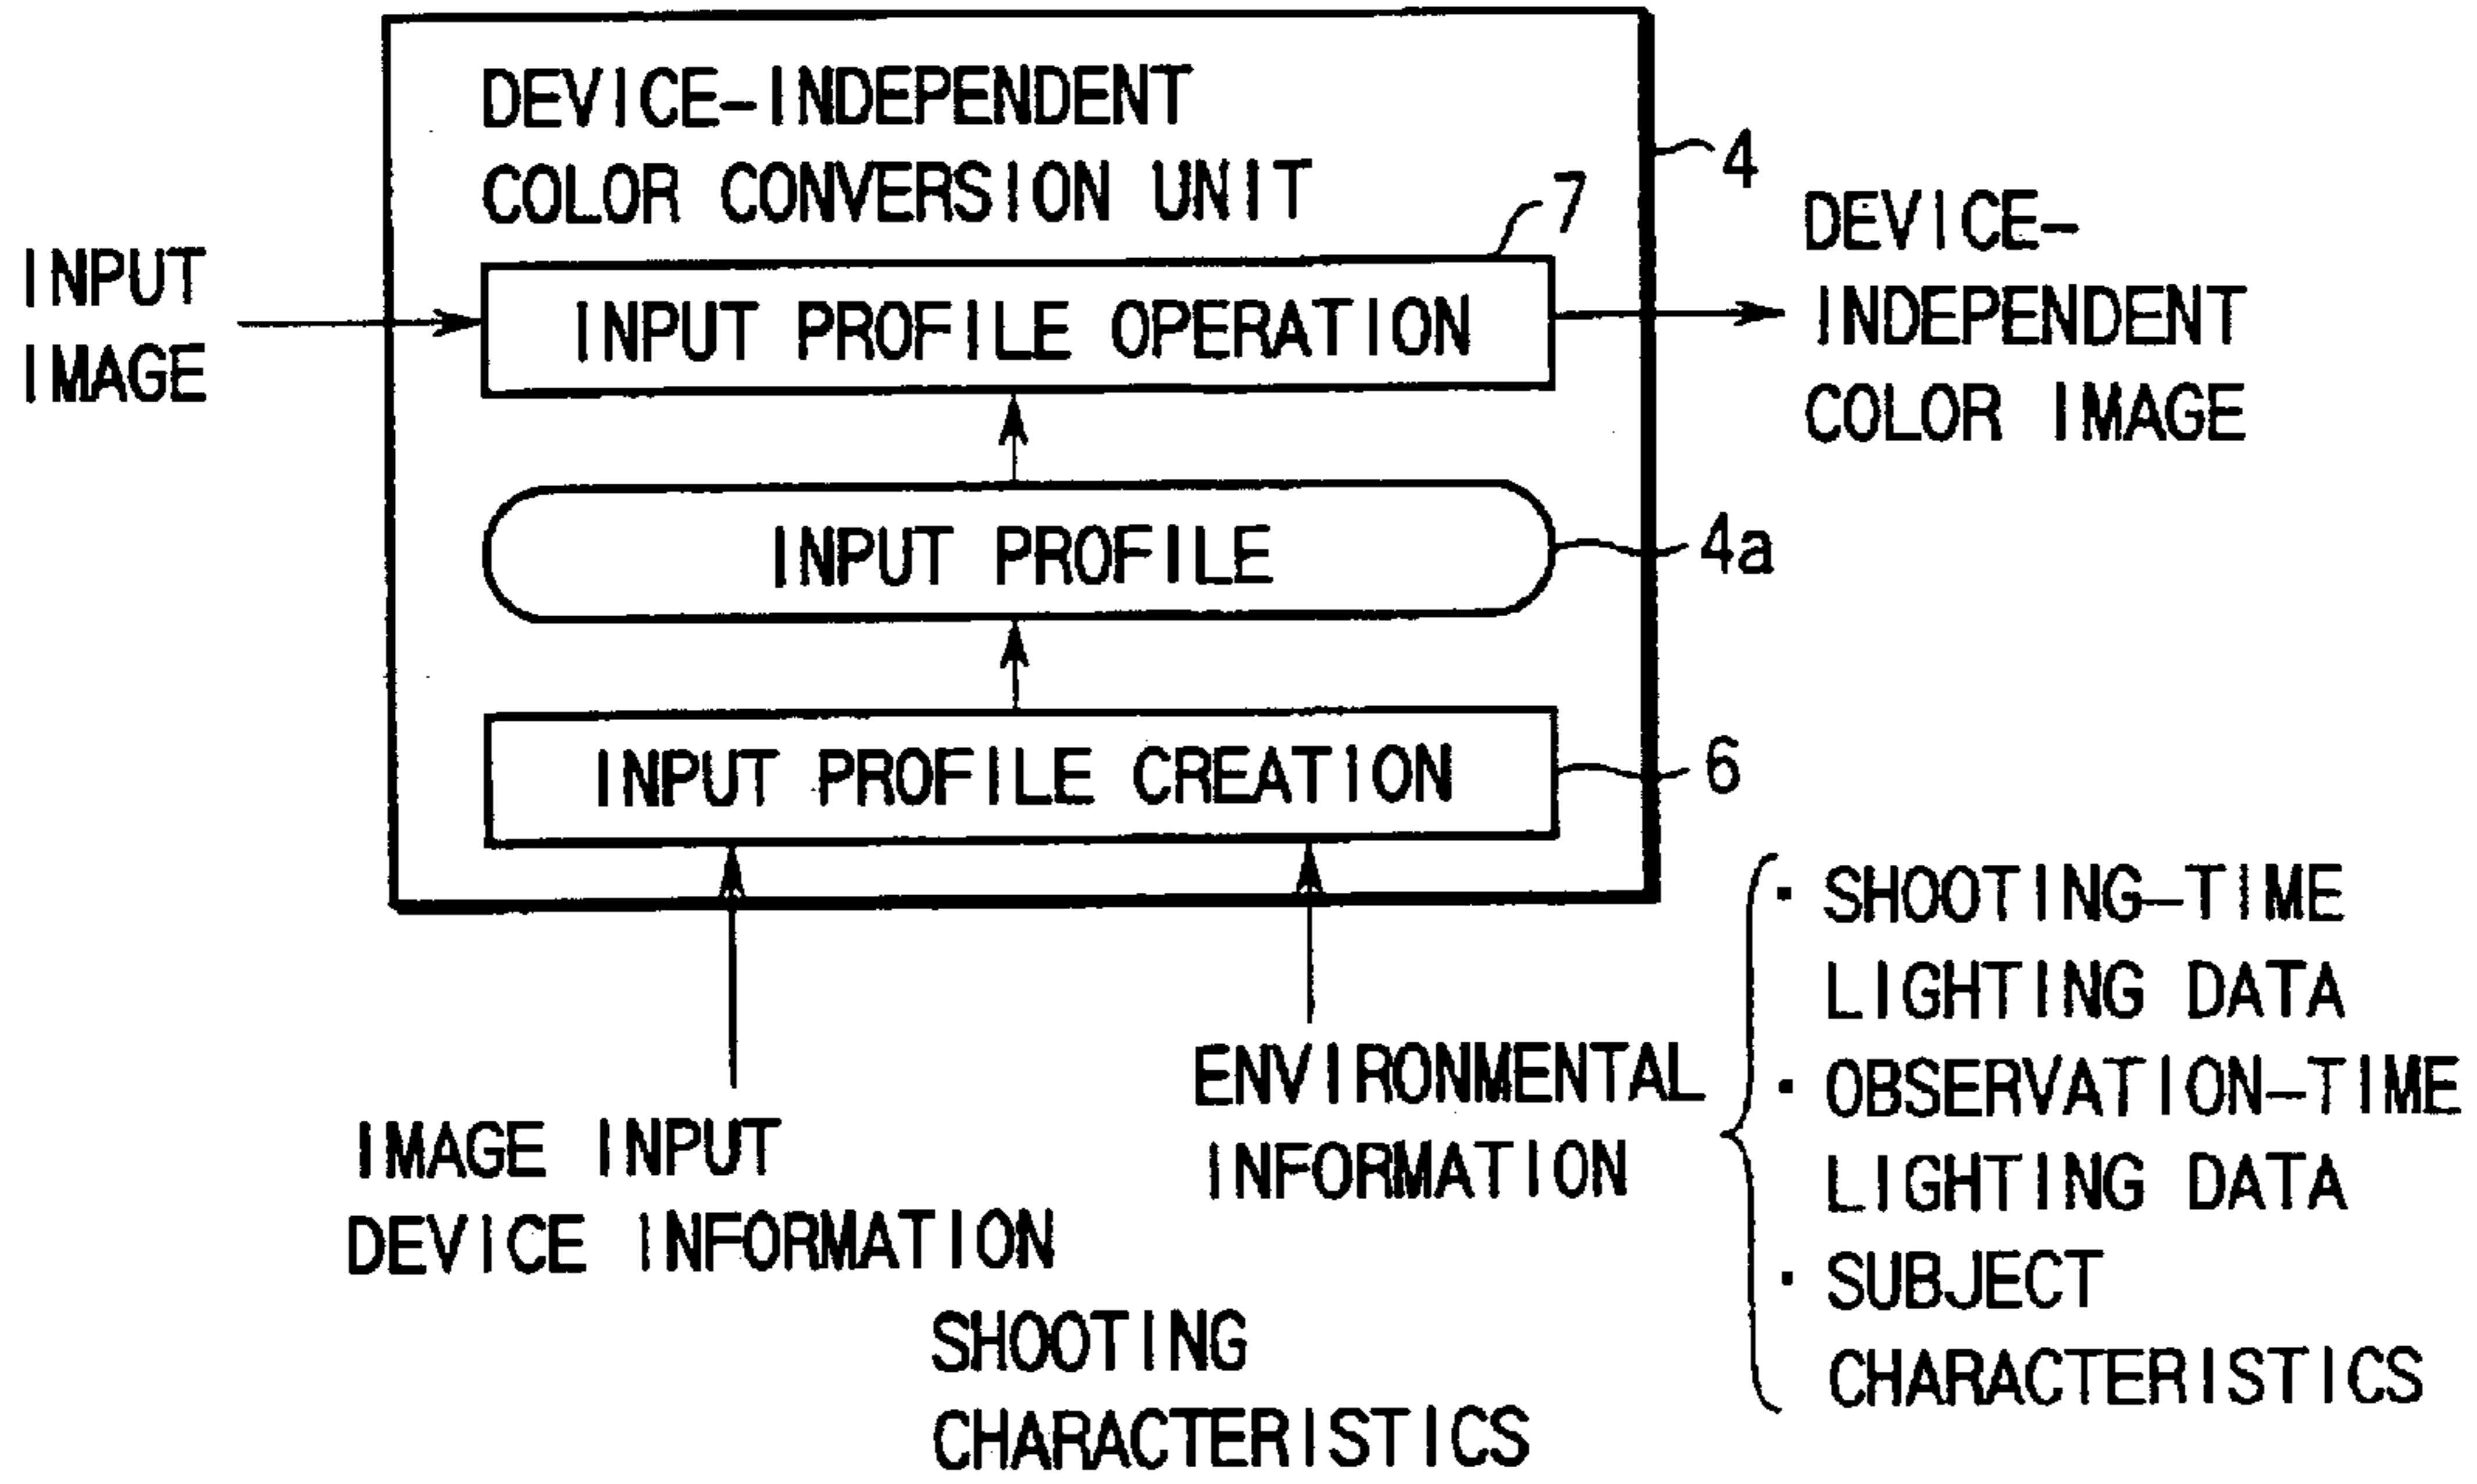 DEVICE-INDEPENDENT
COLOR CONVERSION UNIT
4
7
INPUT
IMAGE
INPUT PROFILE OPERATION
DEVICE-
INDEPENDENT
COLOR IMAGE
INPUT PROFILE
4a
INPUT PROFILE CREATION
6
IMAGE INPUT
DEVICE INFORMATION
SHOOTING
CHARACTERISTICS
ENVIRONMENTAL
INFORMATION
· SHOOTING-TIME
LIGHTING DATA
· OBSERVATION-TIME
LIGHTING DATA
· SUBJECT
CHARACTERISTICS